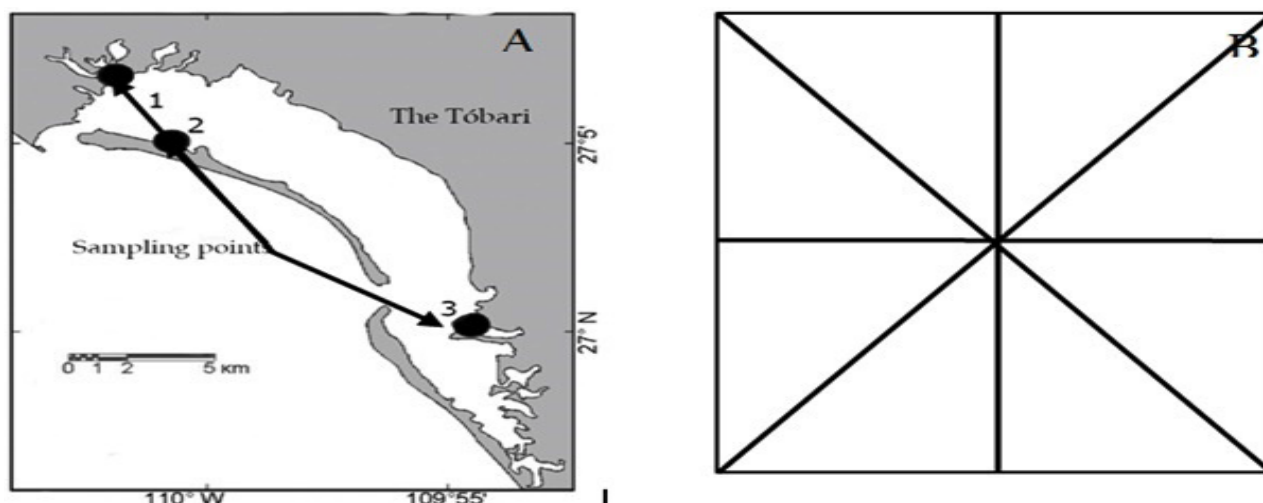 A
The Tóbari
1
2
27°5'
Sampling points
3
27° N
0 1 2 5 KM
110° W
109°55'
B